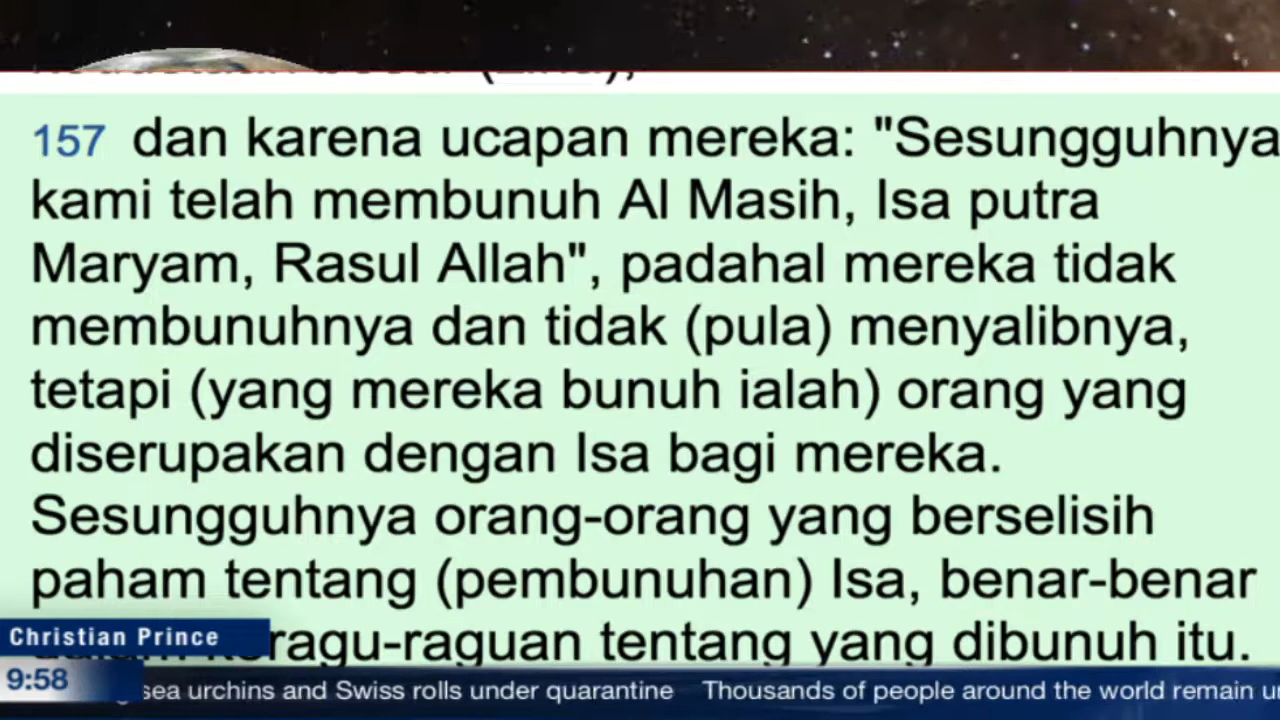 157 dan karena ucapan mereka: "Sesungguhnya
kami telah membunuh Al Masih, Isa putra
Maryam, Rasul Allah", padahal mereka tidak
membunuhnya dan tidak (pula) menyalibnya,
tetapi (yang mereka bunuh ialah) orang yang
diserupakan dengan Isa bagi mereka.
Sesungguhnya orang-orang yang berselisih
paham tentang (pembunuhan) Isa, benar-benar
keragu-raguan tentang yang dibunuh itu.
Christian Prince
9:58
sea urchins and Swiss rolls under quarantine Thousands of people around the world remain